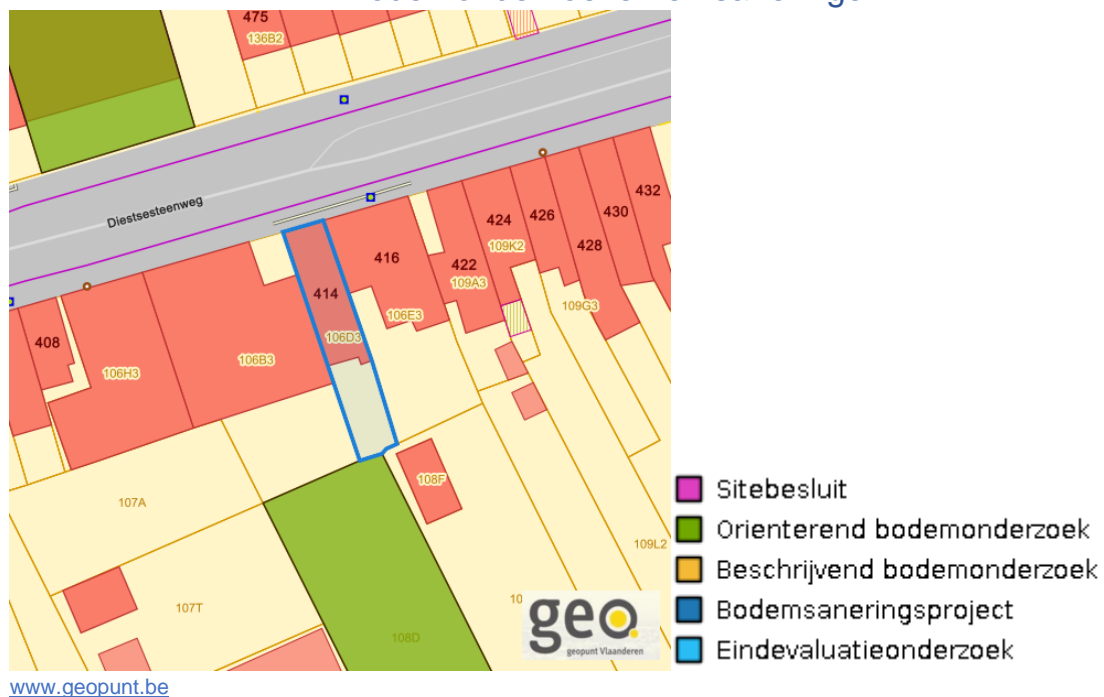 475
136B2
Diestsesteenweg
432
430
426
424
109K2
428
416
422
109A3
414
109G3
106E3
408
106D3
106B3
106H3
108F
107A
109L2
107T
10
108D
geo.
geopunt Vlaanderen
Sitebesluit
Orienterend bodemonderzoek
Beschrijvend bodemonderzoek
Bodemsaneringsproject
Eindevaluatieonderzoek
www.geopunt.be